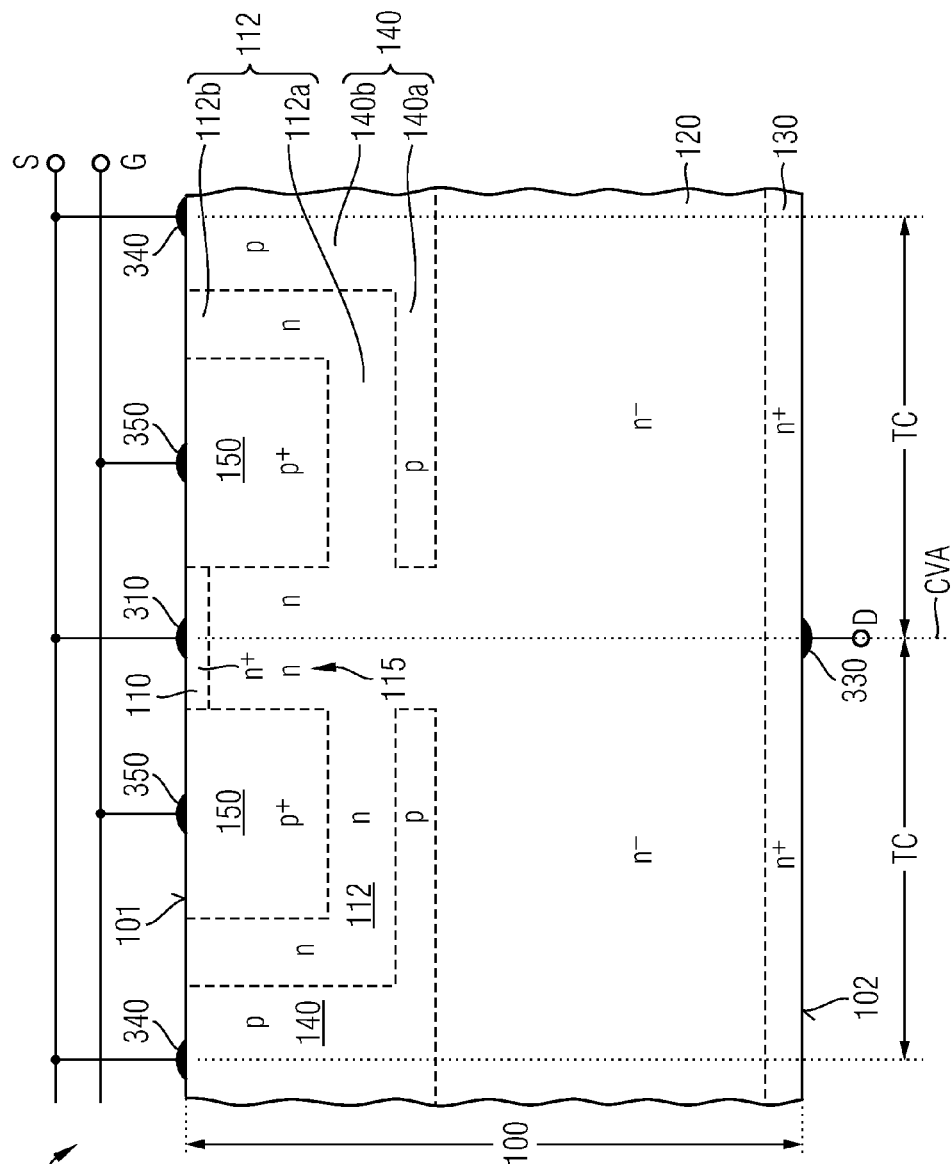 S
G
112
140
112b
112a
140b
140a
340 350 310 350 340
101 110
p 150 n⁺ 150 p
p⁺ n n p⁺ n
n 112 n 115
140
p p
n⁻ n⁻ 120
n⁺ n⁺ 130
102 330 D
TC CVA TC
100